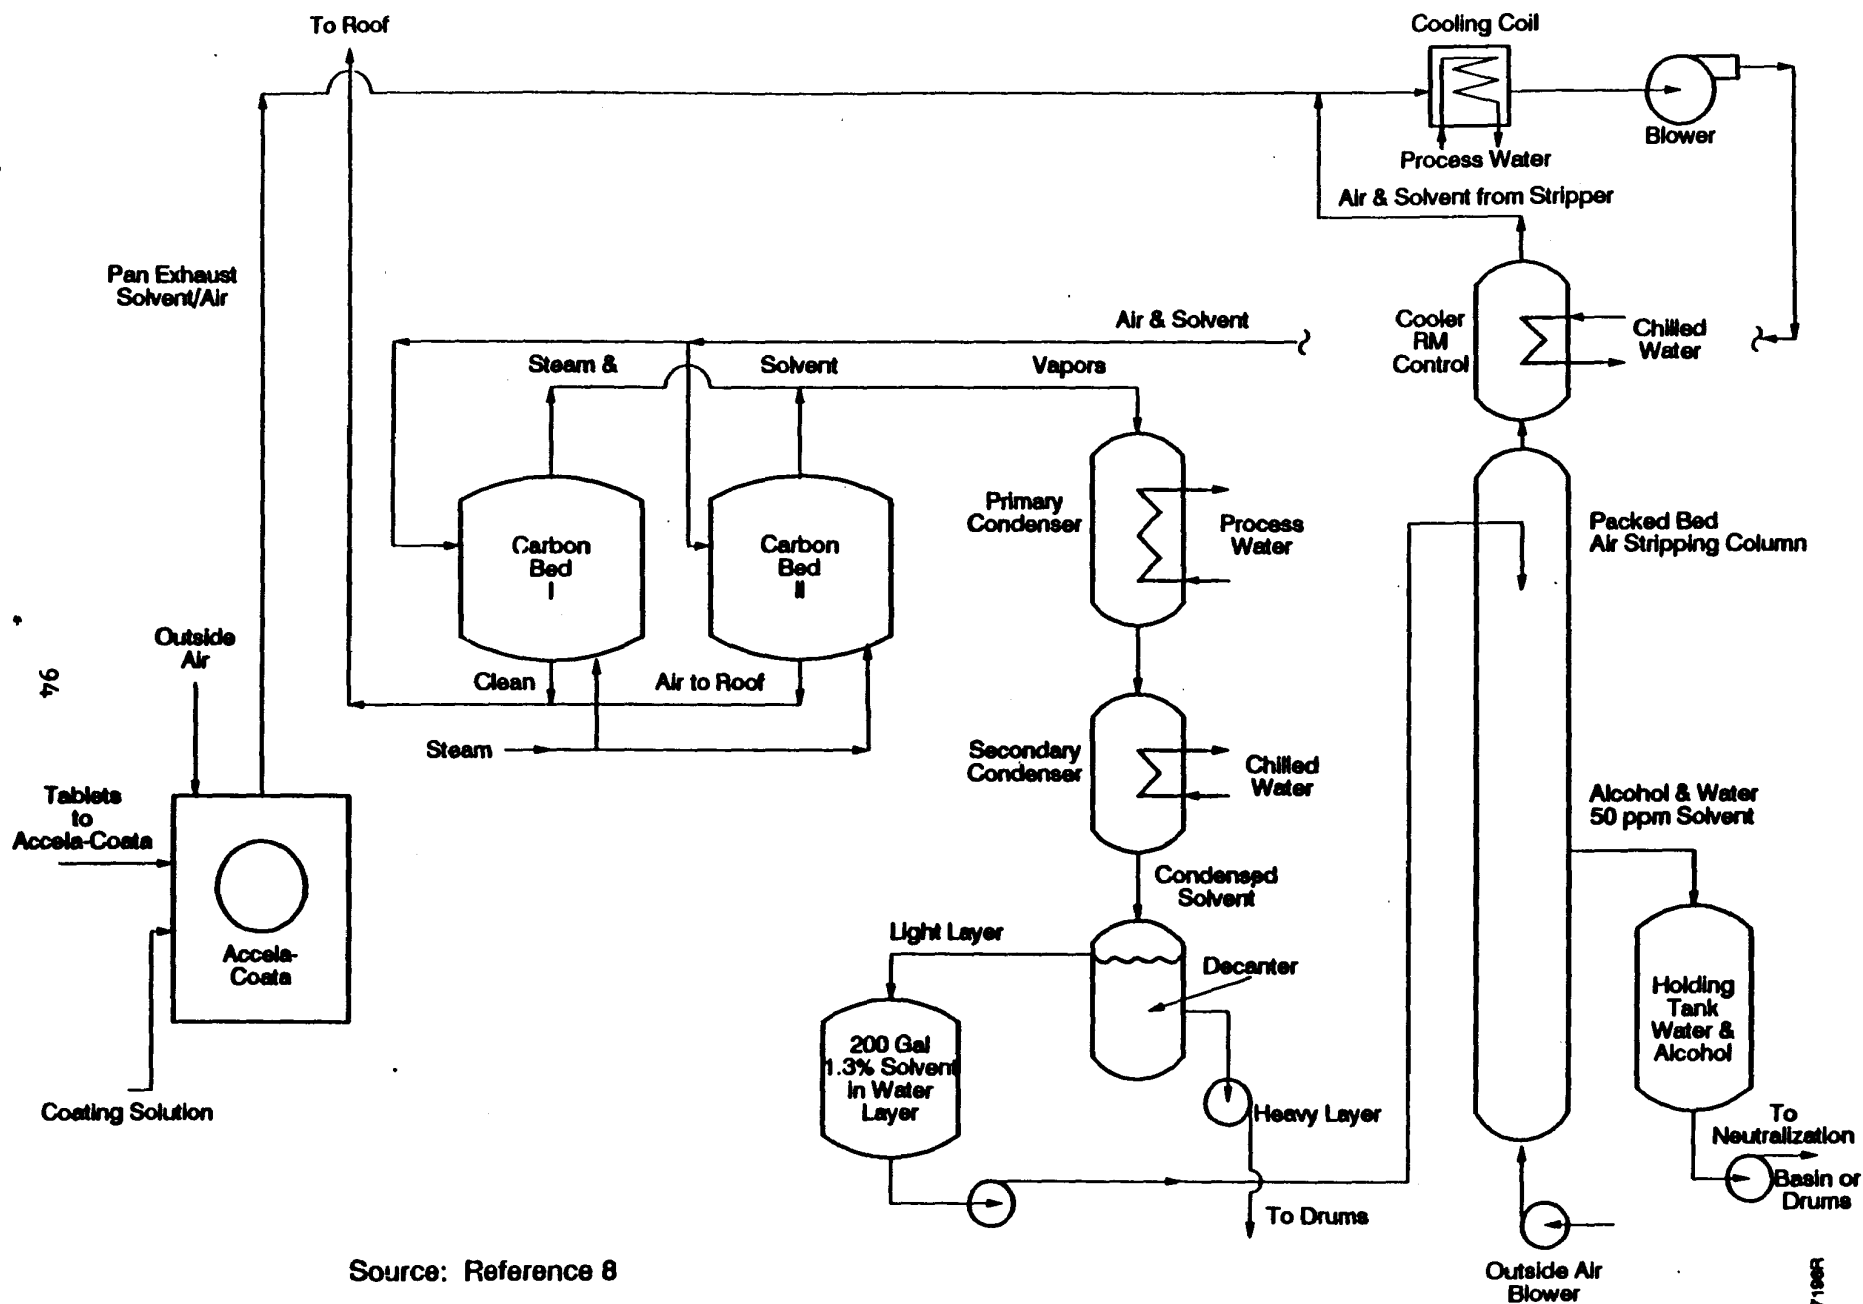 To Roof
Cooling Coil
Blower
Process Water
Air & Solvent from Stripper
Pan Exhaust
Solvent/Air
Air & Solvent
Cooler
RM
Control
Chilled
Water
Steam &
Solvent
Vapors
Primary
Condenser
Process
Water
Packed Bed
Air Stripping Column
Carbon
Bed
I
Carbon
Bed
II
Outside
Air
94
Clean
Air to Roof
Steam
Secondary
Condenser
Chilled
Water
Tablets
to
Accela-Coata
Alcohol & Water
50 ppm Solvent
Condensed
Solvent
Light Layer
Decanter
Accela-
Coata
Holding
Tank
Water &
Alcohol
200 Gal
1.3% Solvent
in Water
Layer
Coating Solution
Heavy Layer
To
Neutralization
Basin or
Drums
To Drums
Source: Reference 8
Outside Air
Blower
7196R